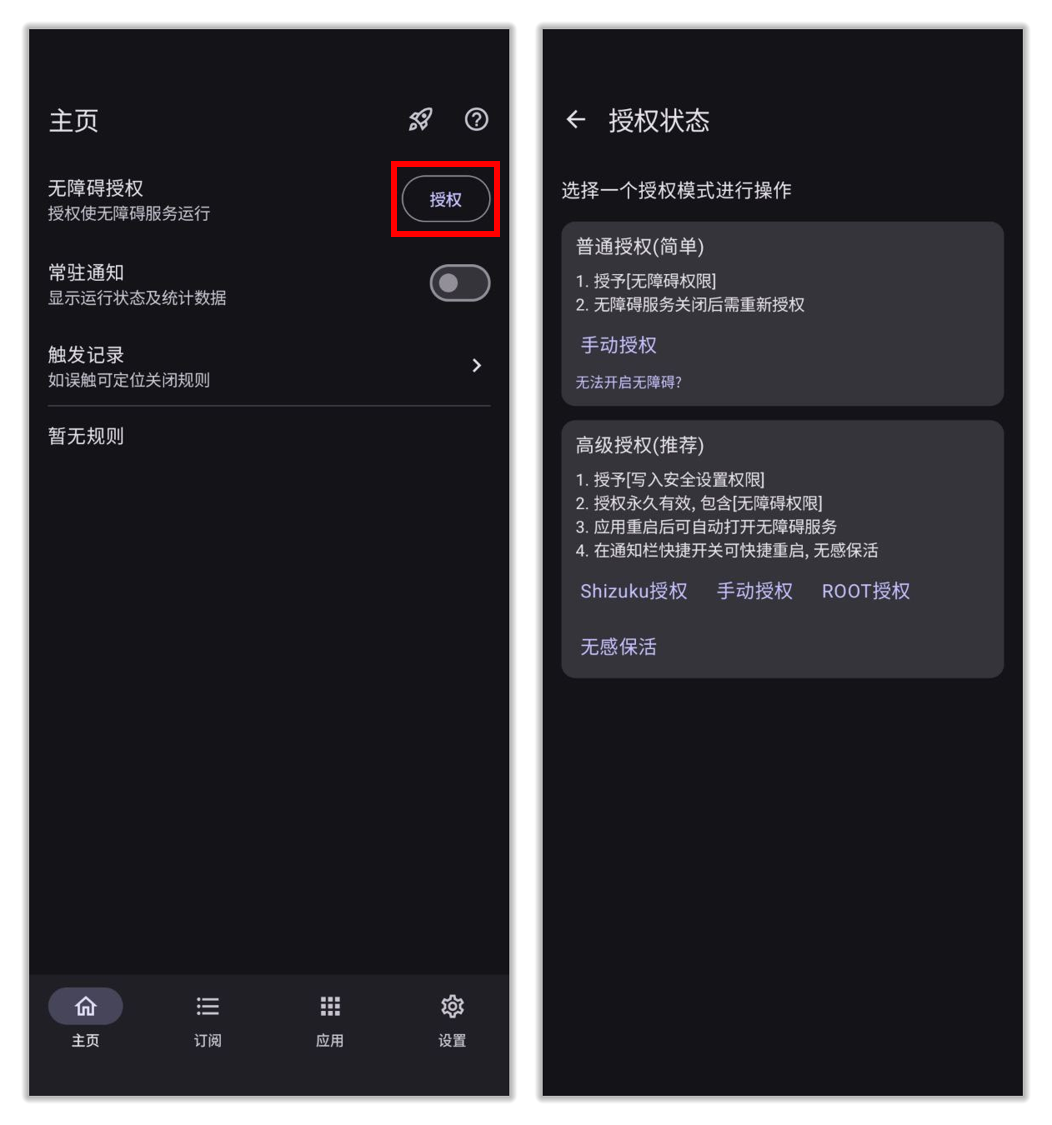 主页
无障碍授权
授权使无障碍服务运行
授权
常驻通知
显示运行状态及统计数据
触发记录
如误触可定位关闭规则
暂无规则
主页
订阅
应用
设置
授权状态
选择一个授权模式进行操作
普通授权(简单)
1. 授予[无障碍权限]
2. 无障碍服务关闭后需重新授权
手动授权
无法开启无障碍?
高级授权(推荐)
1. 授予[写入安全设置权限]
2. 授权永久有效, 包含[无障碍权限]
3. 应用重启后可自动打开无障碍服务
4. 在通知栏快捷开关可快捷重启, 无感保活
Shizuku授权 手动授权 ROOT授权
无感保活